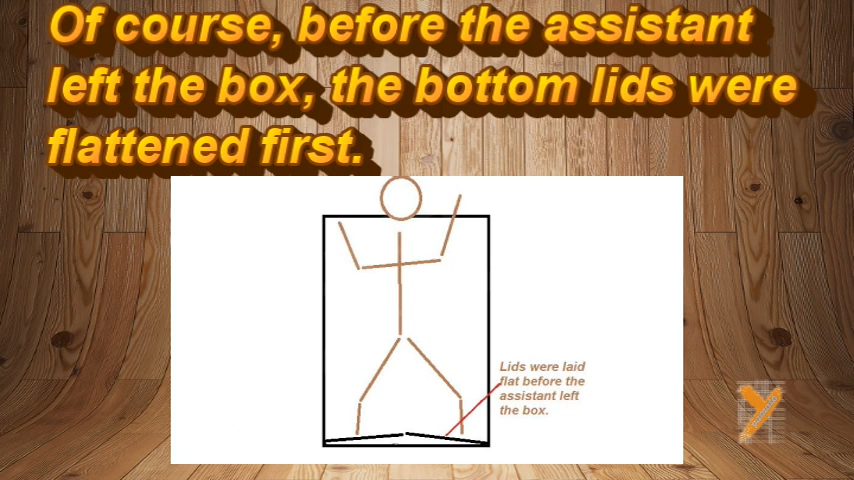 Of course, before the assistant
left the box, the bottom lids were
flattened first.
Lids were laid
flat before the
assistant left
the box.